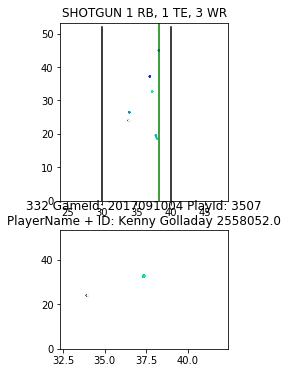 SHOTGUN 1 RB, 1 TE, 3 WR
50
40
30
20
10
0
25 30 35 40 45
332 GameId: 2017091004 PlayId: 3507
PlayerName + ID: Kenny Golladay 2558052.0
40
20
0
32.5 35.0 37.5 40.0